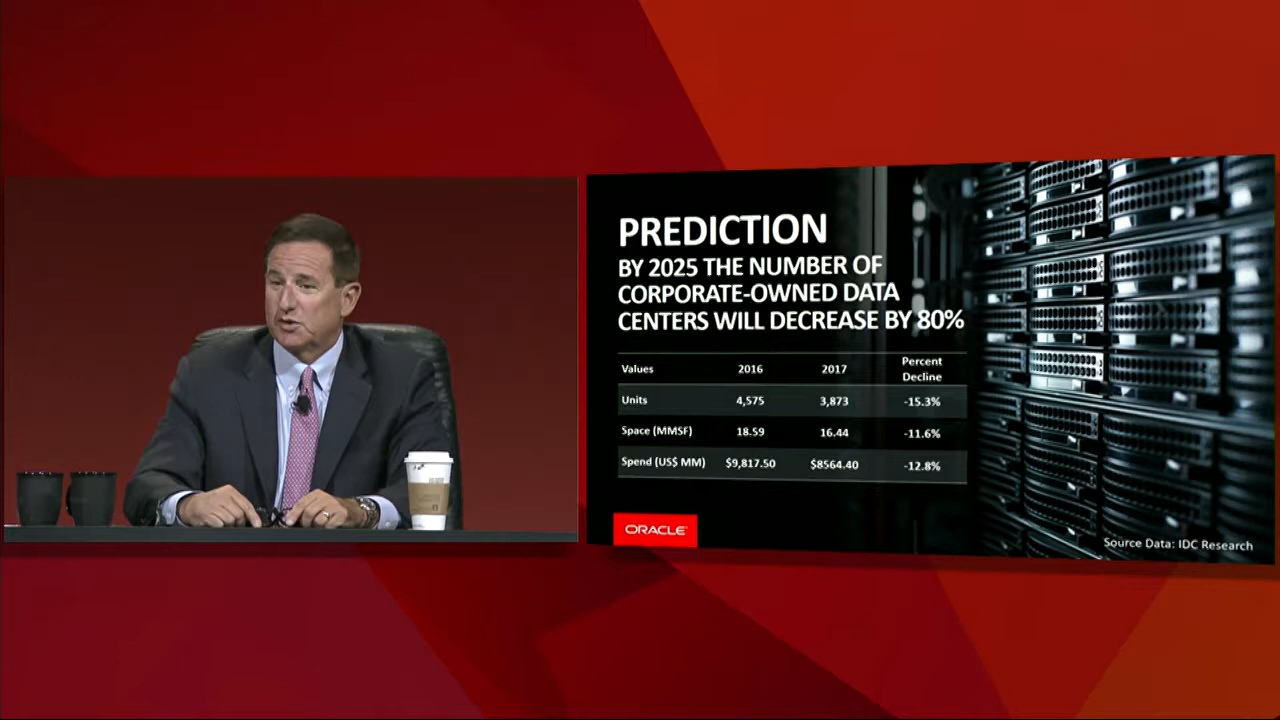 PREDICTION
BY 2025 THE NUMBER OF
CORPORATE-OWNED DATA
CENTERS WILL DECREASE BY 80%
Values 2016 2017 Percent Decline
Units 4,575 3,873 -15.3%
Space (MMSF) 18.59 16.44 -11.6%
Spend (US$ MM) $9,817.50 $8564.40 -12.8%
ORACLE
Source Data: IDC Research